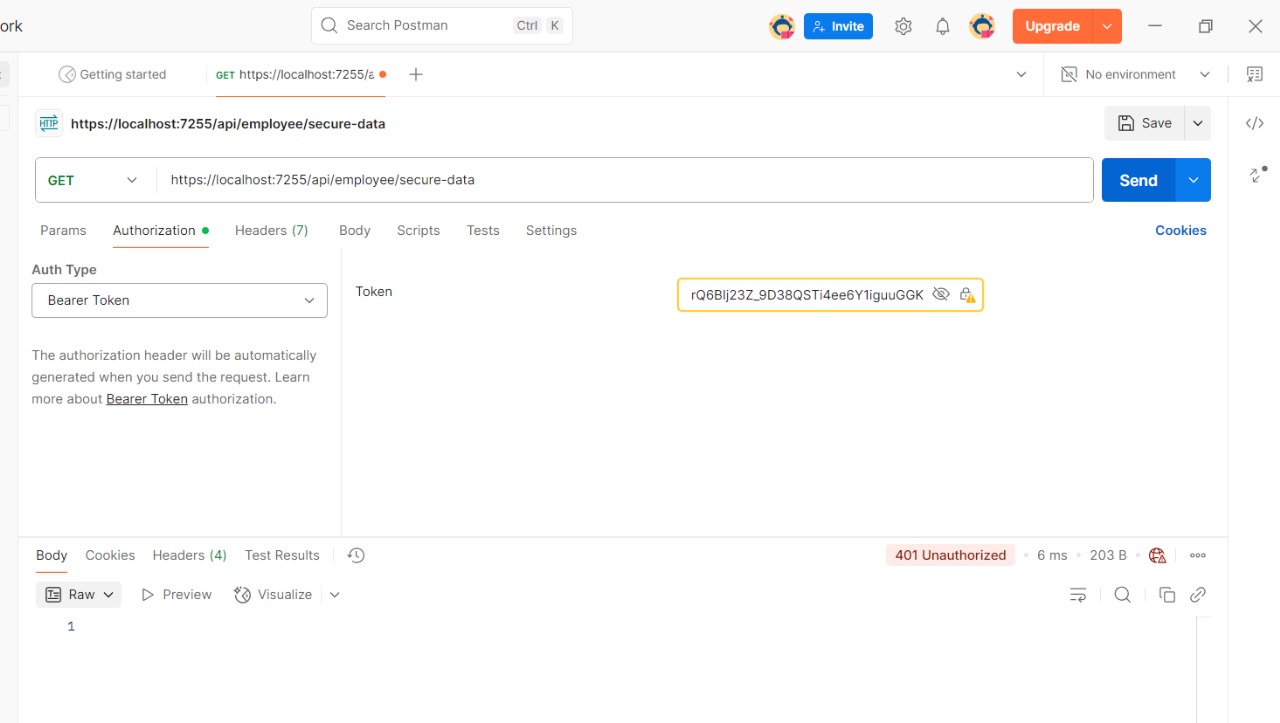 ork
Search Postman Ctrl K
Invite
Upgrade
Getting started
GET https://localhost:7255/a
No environment
HTTP https://localhost:7255/api/employee/secure-data
Save
GET https://localhost:7255/api/employee/secure-data
Send
Params Authorization Headers (7) Body Scripts Tests Settings
Cookies
Auth Type
Bearer Token
Token
rQ6Blj23Z_9D38QSTi4ee6Y1iguuGGK
The authorization header will be automatically
generated when you send the request. Learn
more about Bearer Token authorization.
Body Cookies Headers (4) Test Results
401 Unauthorized 6 ms 203 B
Raw Preview Visualize
1